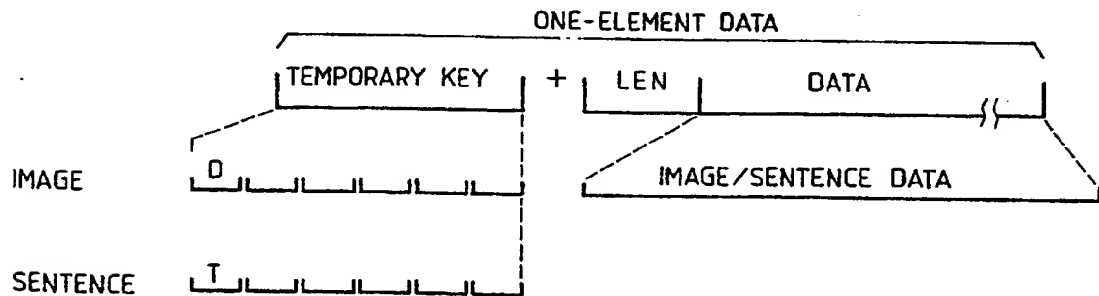 ONE-ELEMENT DATA
TEMPORARY KEY + LEN DATA
IMAGE D IMAGE/SENTENCE DATA
SENTENCE T